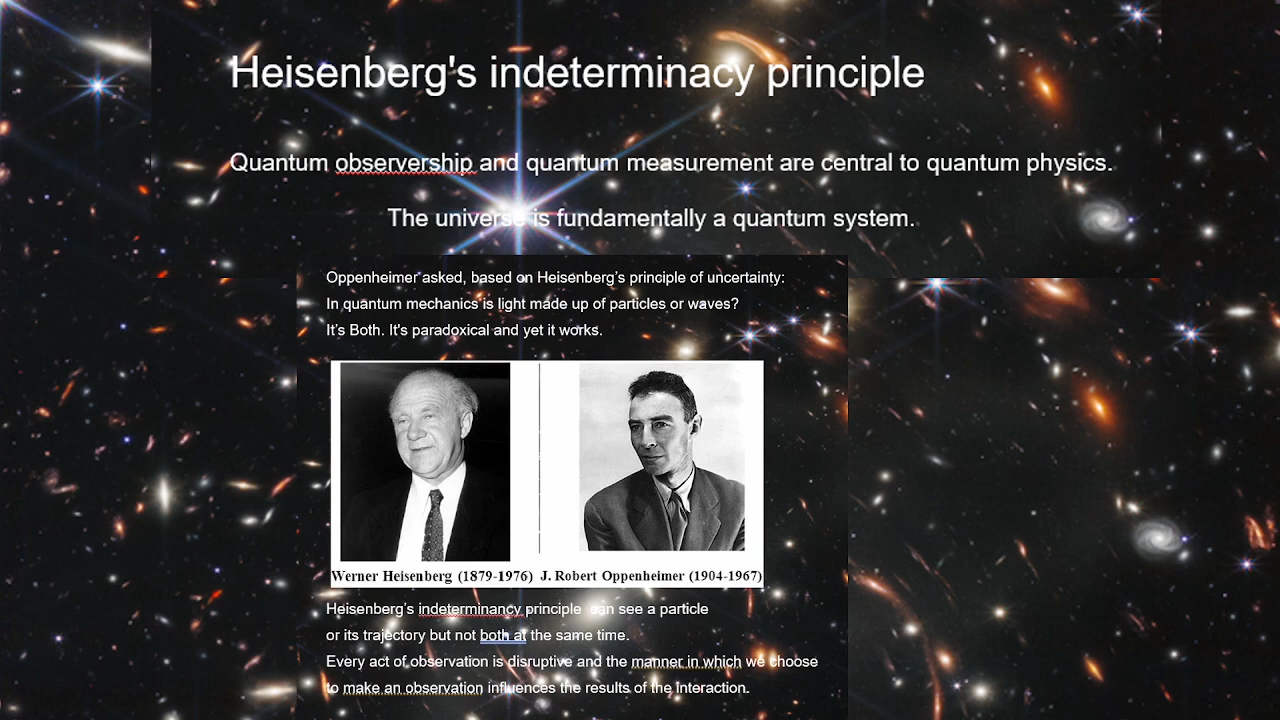 Heisenberg's indeterminacy principle
Quantum observership and quantum measurement are central to quantum physics.
The universe is fundamentally a quantum system.
Oppenheimer asked, based on Heisenberg’s principle of uncertainty:
In quantum mechanics is light made up of particles or waves?
It’s Both. It's paradoxical and yet it works.
Werner Heisenberg (1879-1976) J. Robert Oppenheimer (1904-1967)
Heisenberg’s indeterminancy principle can see a particle
or its trajectory but not both at the same time.
Every act of observation is disruptive and the manner in which we choose
to make an observation influences the results of the Interaction.